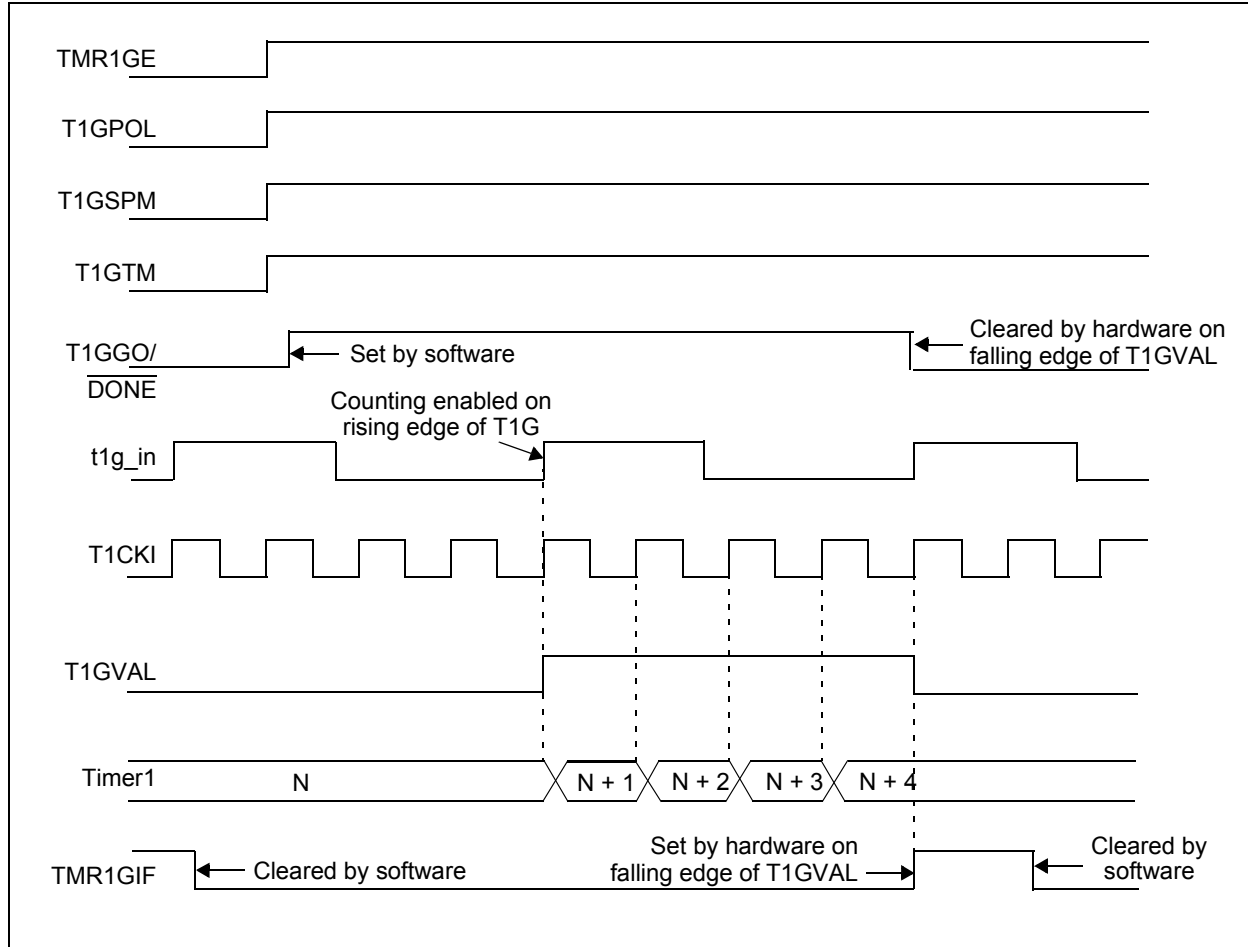 TMR1GE
T1GPOL
T1GSPM
T1GTM
T1GGO/
DONE
Set by software
Cleared by hardware on
falling edge of T1GVAL
Counting enabled on
rising edge of T1G
t1g_in
T1CKI
T1GVAL
Timer1
N
N + 1
N + 2
N + 3
N + 4
TMR1GIF
Cleared by software
Set by hardware on
falling edge of T1GVAL
Cleared by
software